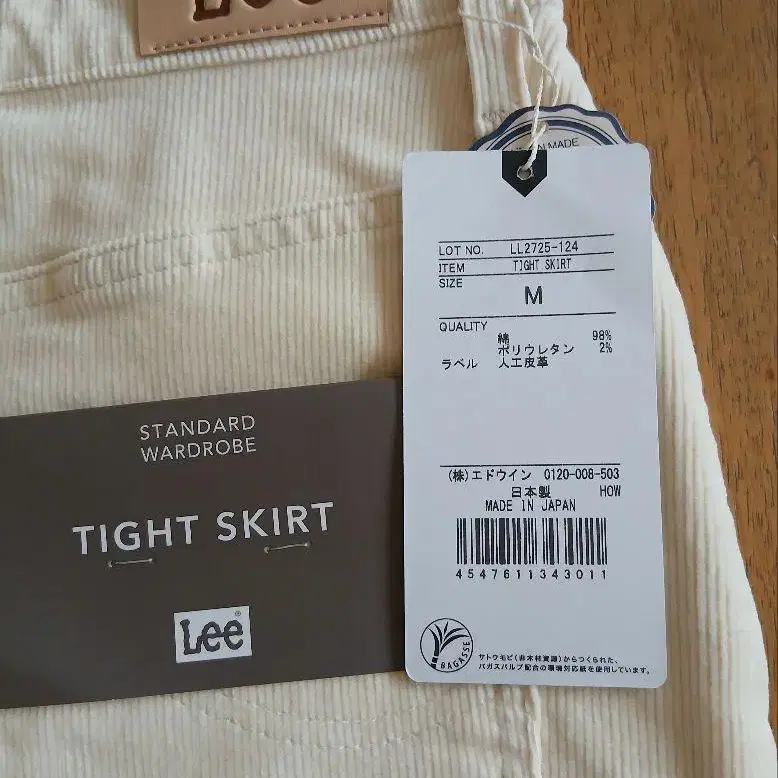 Lee
MADE
LOT NO. LL2725-124
ITEM TIGHT SKIRT
SIZE
M
QUALITY
綿 98%
ポリウレタン 2%
ラベル 人工皮革
(株)エドウイン 0120-008-503
日本製 HOW
MADE IN JAPAN
4547611343011
BAGASSE
サトウキビ(非木材資源)からつくられた、
バガスパルプ配合の環境対応紙を使用しています。
STANDARD
WARDROBE
TIGHT SKIRT
Lee®